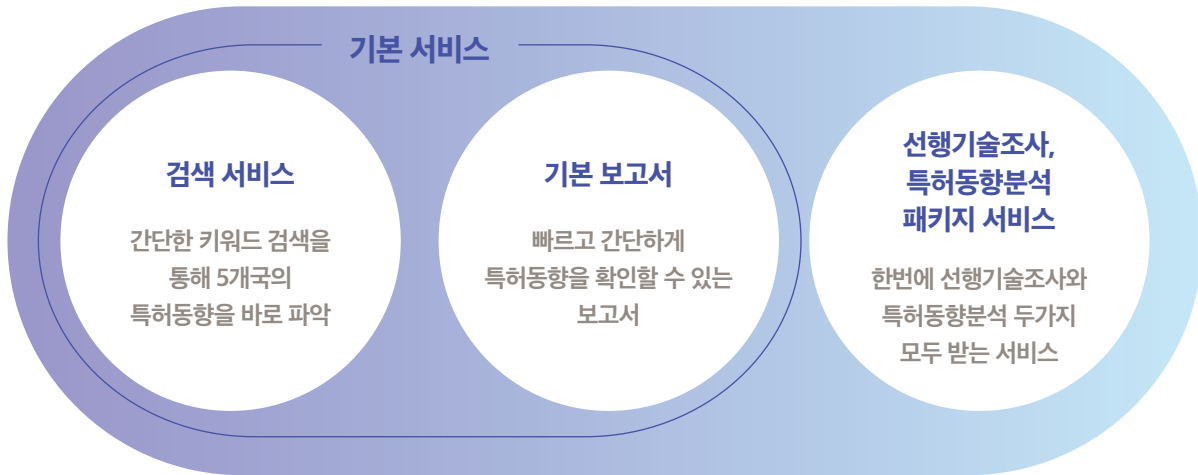 기본 서비스
검색 서비스
간단한 키워드 검색을
통해 5개국의
특허동향을 바로 파악
기본 보고서
빠르고 간단하게
특허동향을 확인할 수 있는
보고서
선행기술조사,
특허동향분석
패키지 서비스
한번에 선행기술조사와
특허동향분석 두가지
모두 받는 서비스